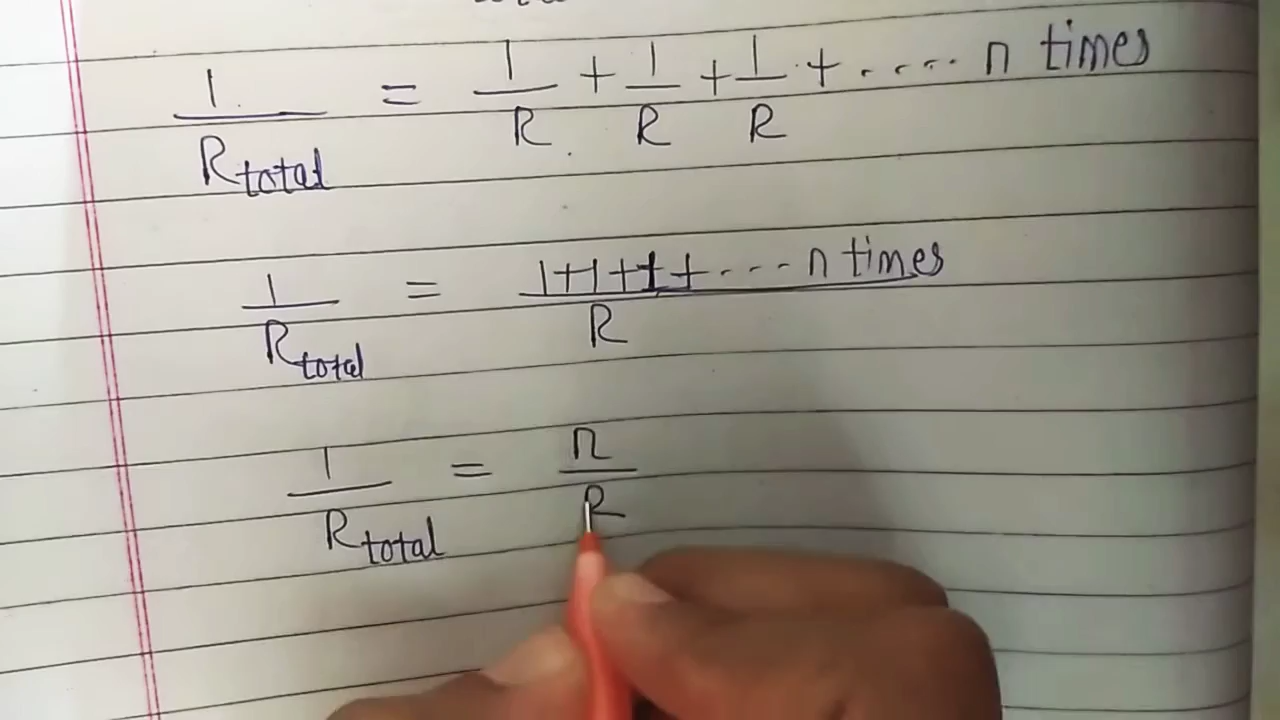 1/R_total = 1/R + 1/R + 1/R + ..... n times
1/R_total = 1+1+1+ ... n times/R
1/R_total = n/R